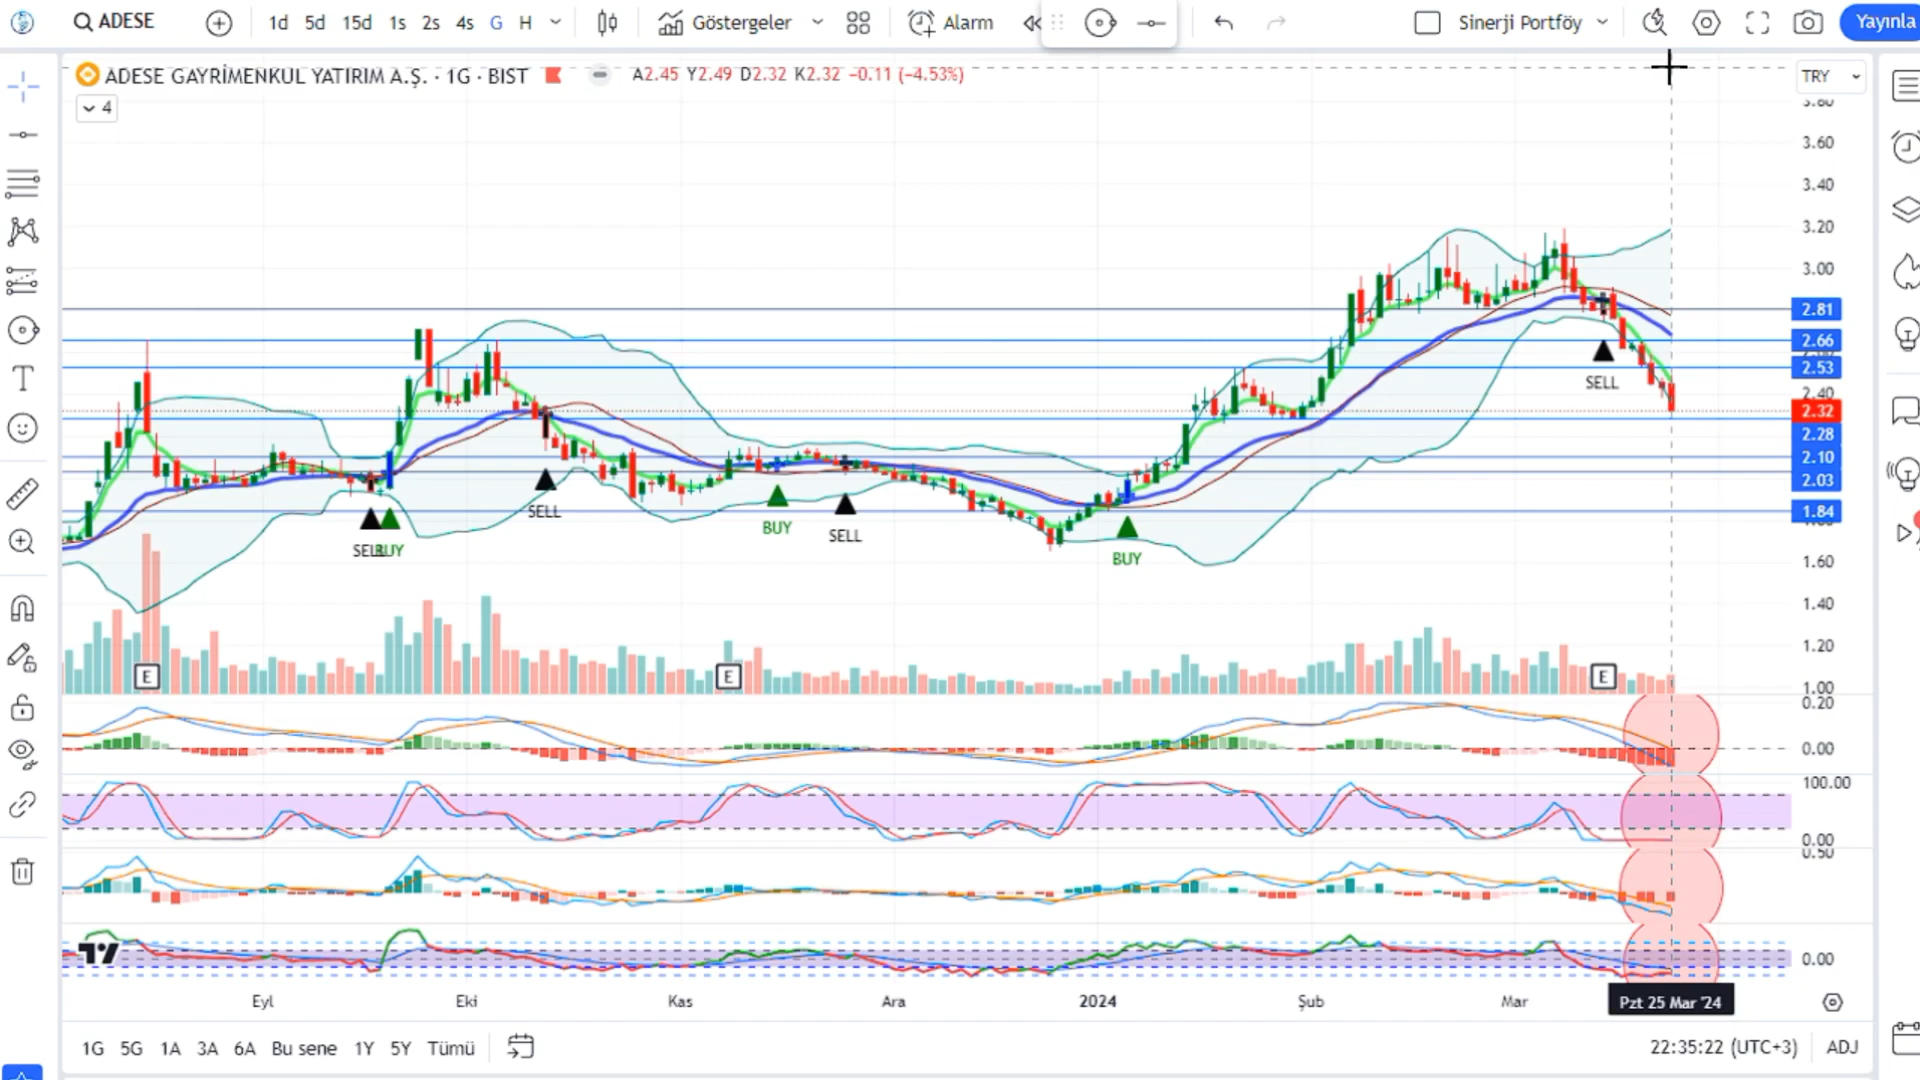 ADESE
1d 5d 15d 1s 2s 4s G H
Göstergeler
Alarm
Sinerji Portföy
Yayınla
ADESE GAYRİMENKUL YATIRIM A.Ş. · 1G · BIST
A2.45 Y2.49 D2.32 K2.32 −0.11 (−4.53%)
TRY
4
3.80
3.60
3.40
3.20
3.00
2.81
2.66
2.53
2.40
2.32
2.28
2.10
2.03
1.84
1.60
1.40
1.20
1.00
SELL
BUY
SELL
BUY
SELL
BUY
SELL
E
E
E
0.20
0.00
100.00
0.00
0.50
0.00
Eyl Eki Kas Ara 2024 Şub Mar
Pzt 25 Mar '24
1G 5G 1A 3A 6A Bu sene 1Y 5Y Tümü
22:35:22 (UTC+3)
ADJ